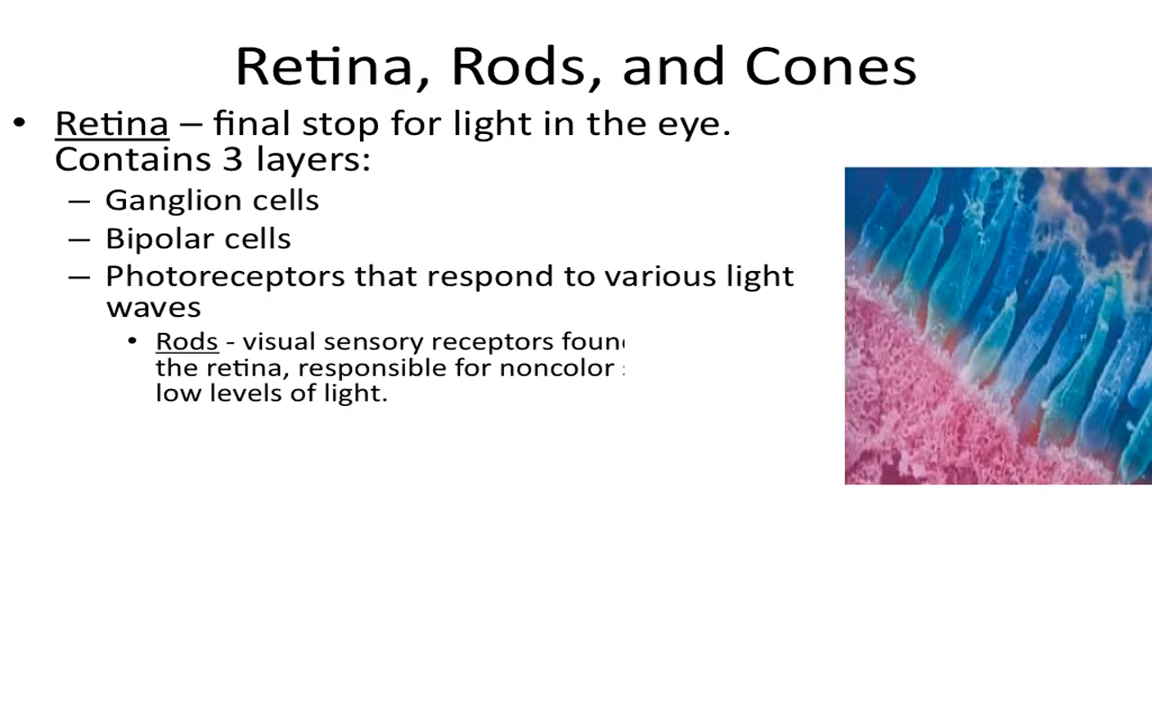 Retina, Rods, and Cones
• Retina – final stop for light in the eye.
Contains 3 layers:
– Ganglion cells
– Bipolar cells
– Photoreceptors that respond to various light
waves
• Rods - visual sensory receptors
the retina, responsible for noncolor
low levels of light.